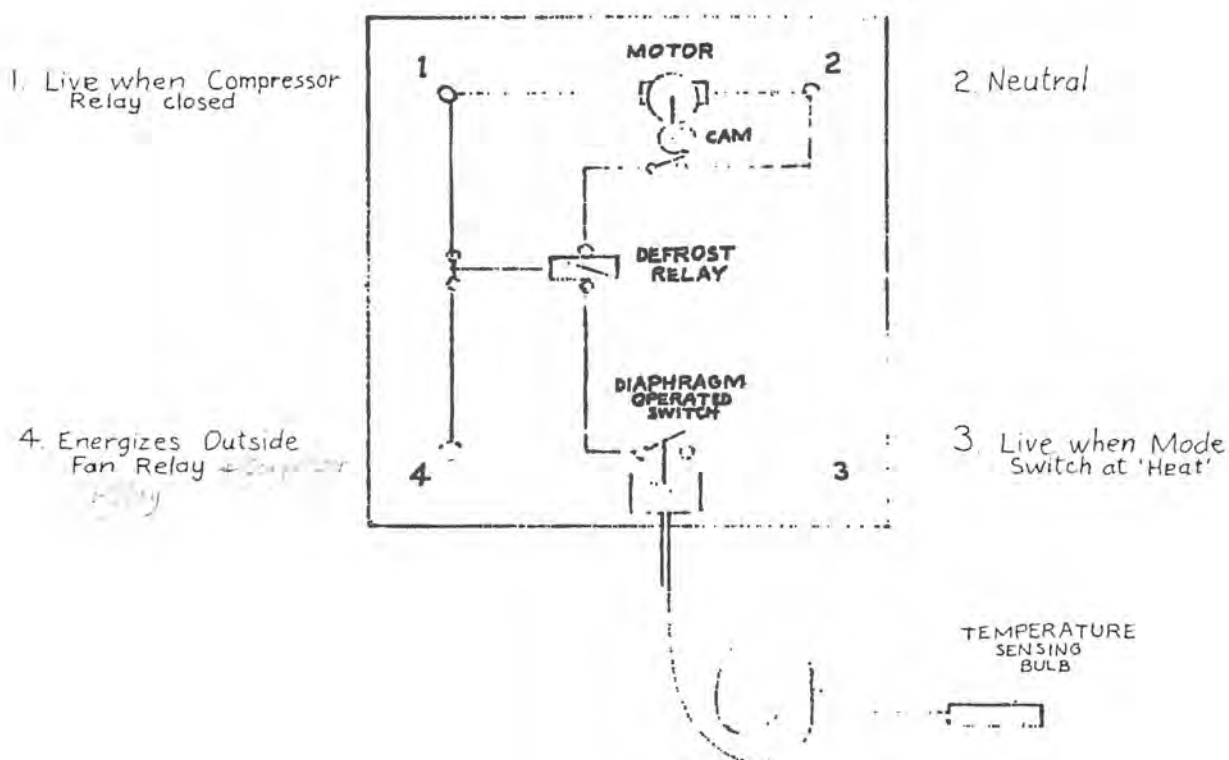 1. Live when Compressor
Relay closed
1
MOTOR
2
2. Neutral
CAM
DEFROST
RELAY
DIAPHRAGM
OPERATED
SWITCH
4. Energizes Outside
Fan Relay
4
3
3. Live when Mode
Switch at 'Heat'
TEMPERATURE
SENSING
BULB